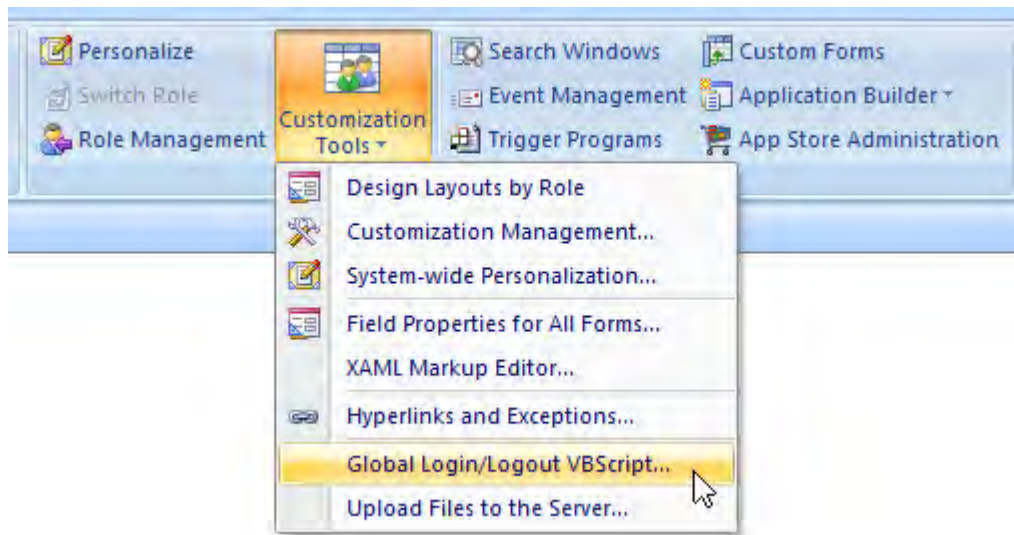 Personalize
Switch Role
Role Management
Customization
Tools
Search Windows
Event Management
Trigger Programs
Custom Forms
Application Builder
App Store Administration
Design Layouts by Role
Customization Management...
System-wide Personalization...
Field Properties for All Forms...
XAML Markup Editor...
Hyperlinks and Exceptions...
Global Login/Logout VBScript...
Upload Files to the Server...